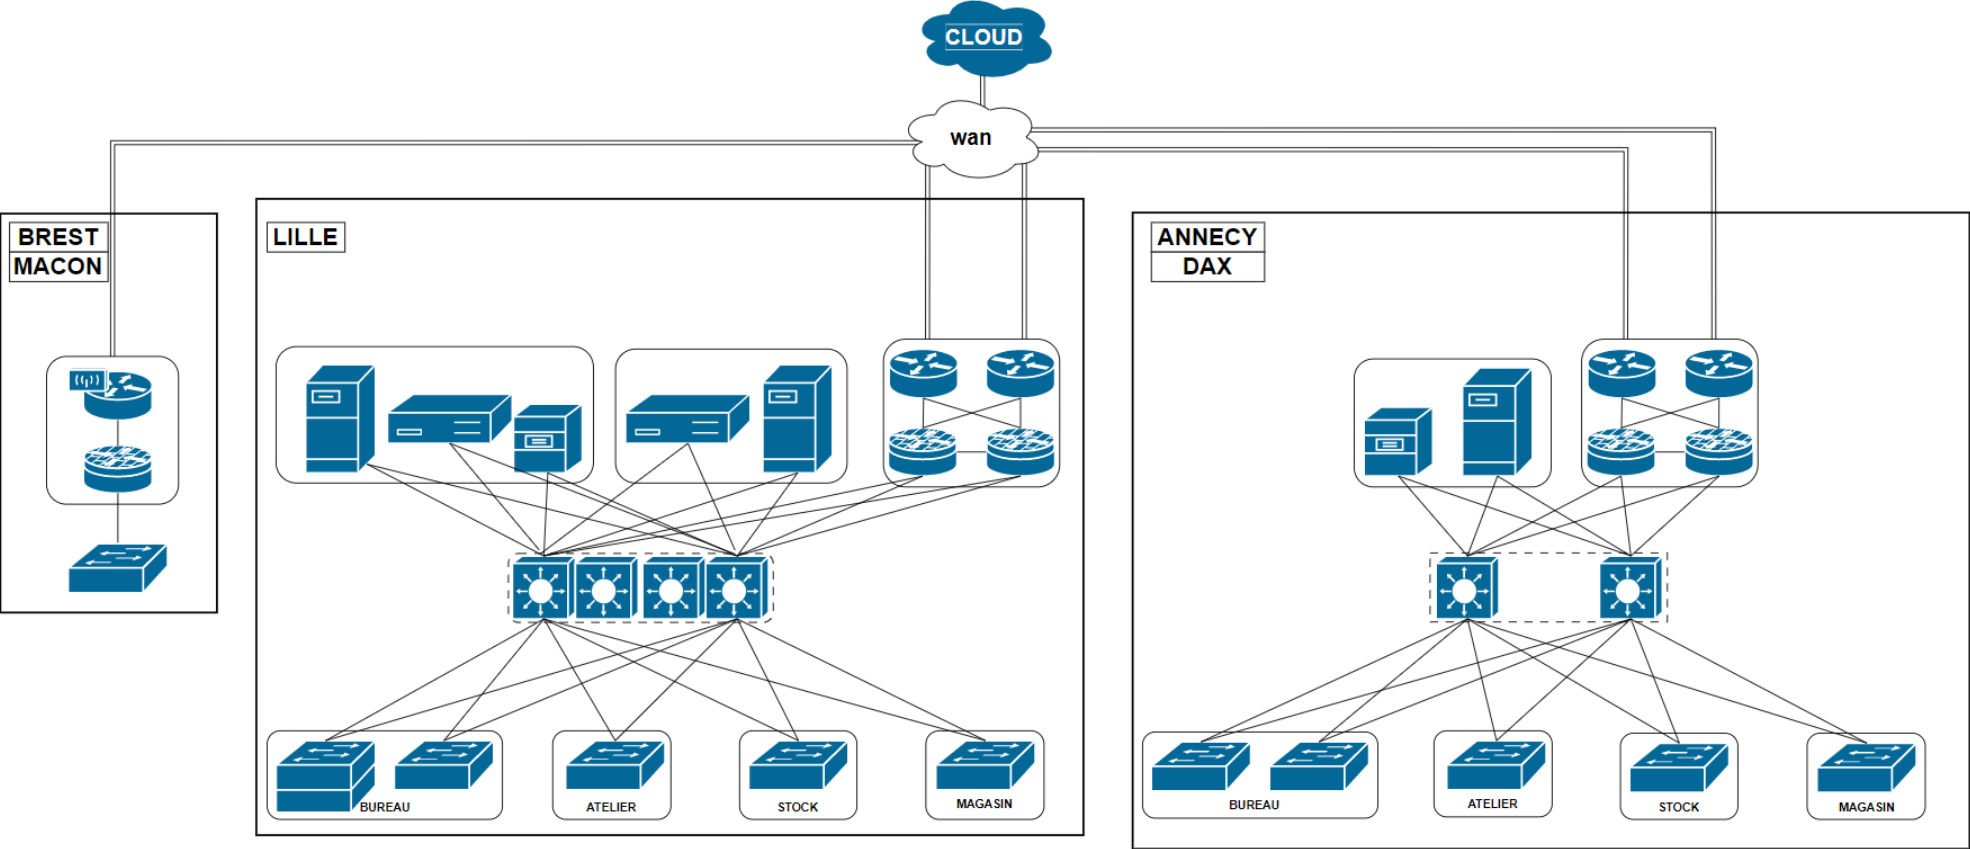 CLOUD
wan
BREST
MACON
LILLE
ANNECY
DAX
BUREAU
ATELIER
STOCK
MAGASIN
BUREAU
ATELIER
STOCK
MAGASIN